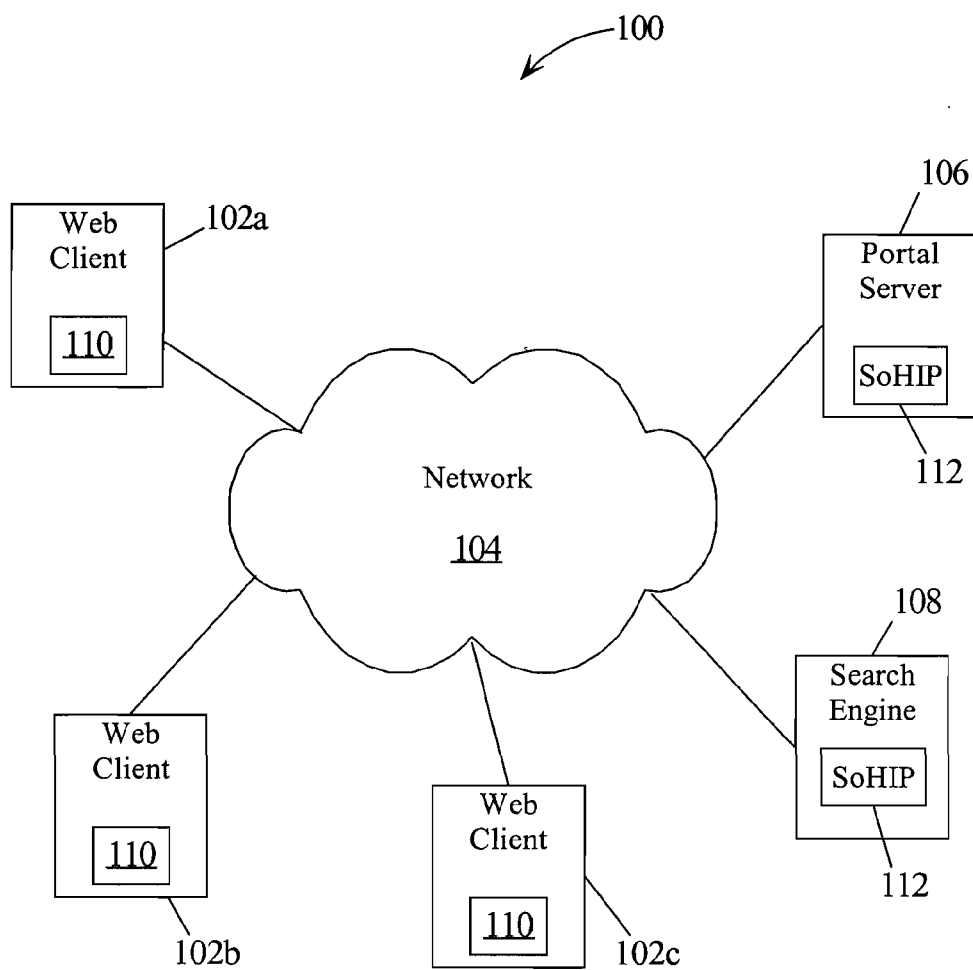 100
106
Web
Client
110
102a
Portal
Server
SoHIP
112
Network
104
108
Search
Engine
SoHIP
112
Web
Client
110
102b
Web
Client
110
102c